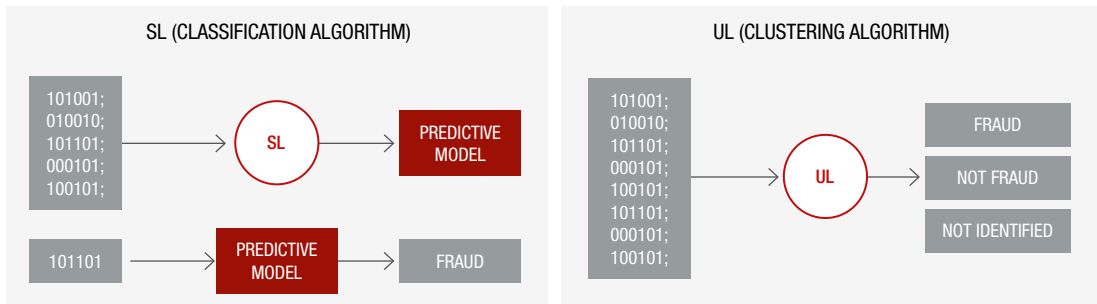 SL (CLASSIFICATION ALGORITHM)
101001;
010010;
101101;
000101;
100101;
SL
PREDICTIVE
MODEL
101101
PREDICTIVE
MODEL
FRAUD
UL (CLUSTERING ALGORITHM)
101001;
010010;
101101;
000101;
100101;
101101;
000101;
100101;
UL
FRAUD
NOT FRAUD
NOT IDENTIFIED